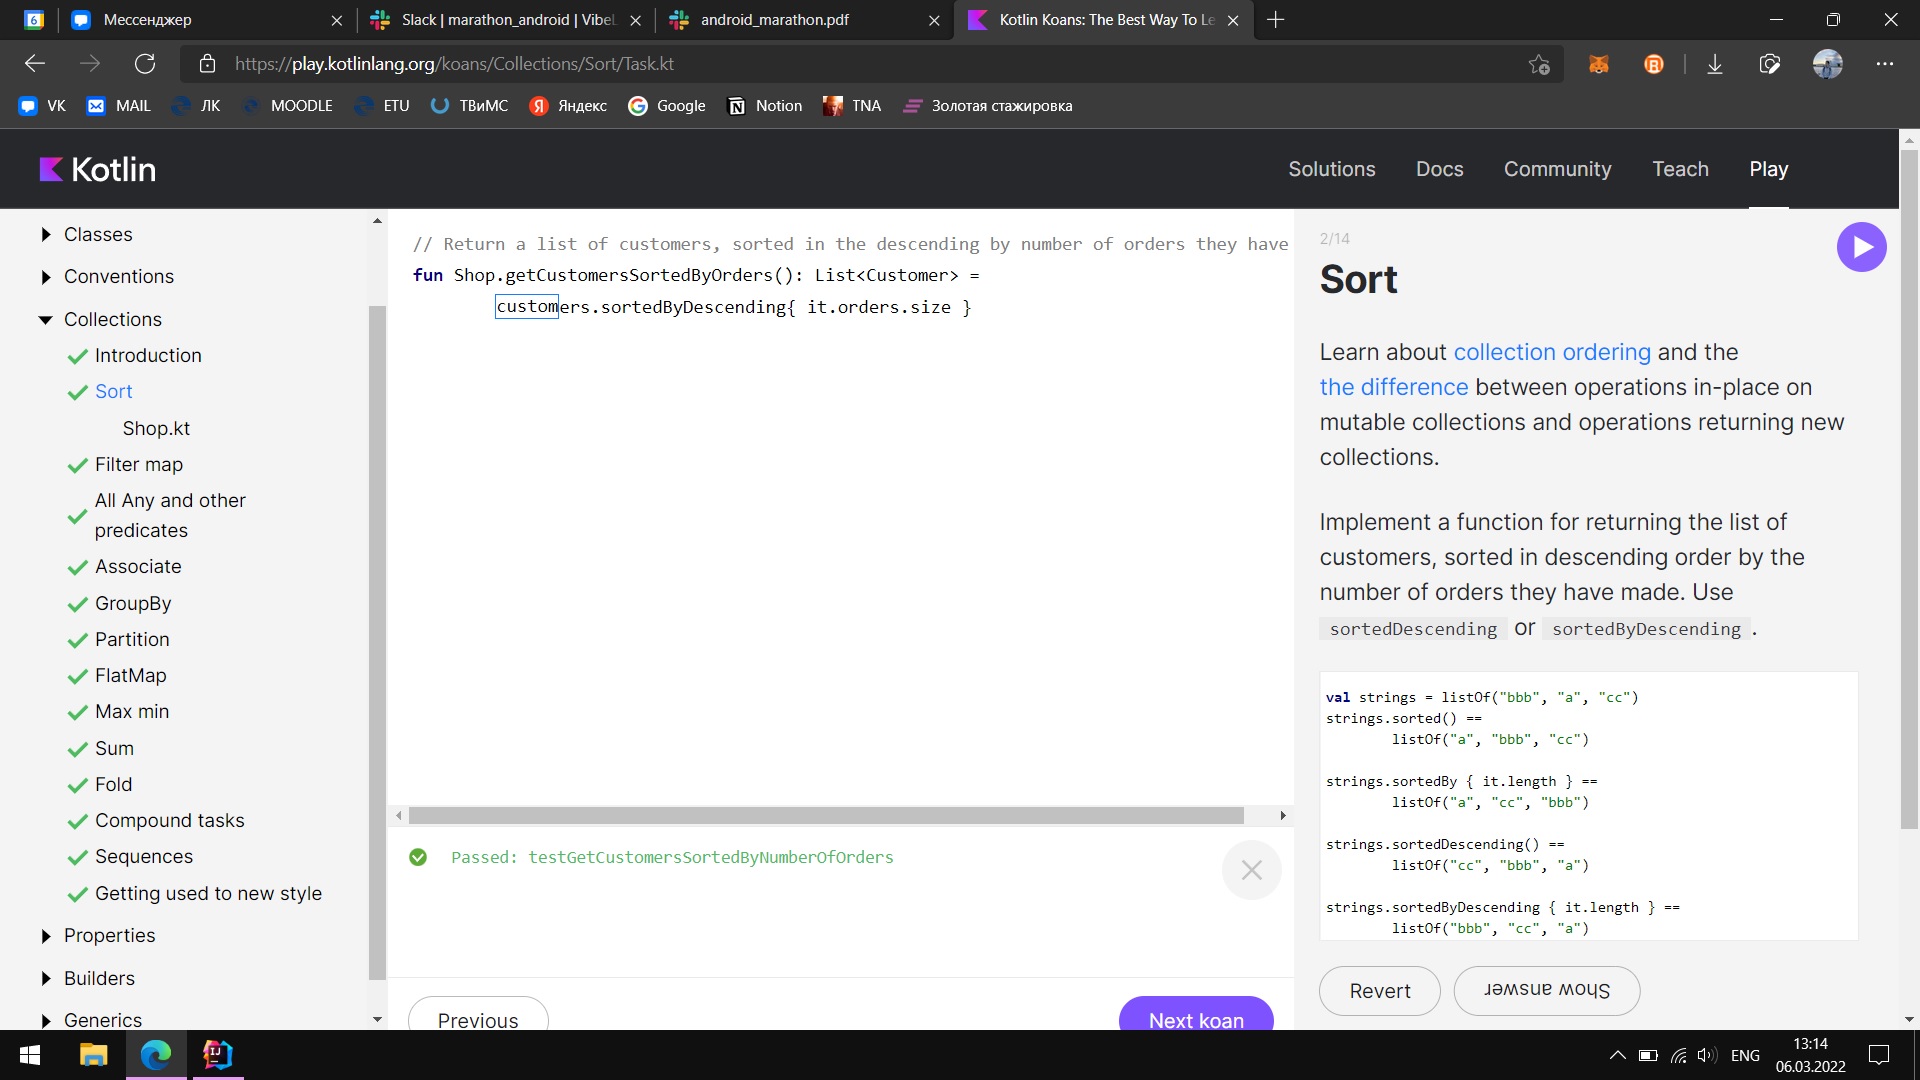 6
Мессенджер
Slack | marathon_android | VibeL
android_marathon.pdf
Kotlin Koans: The Best Way To Le
https://play.kotlinlang.org/koans/Collections/Sort/Task.kt
VK
MAIL
ЛК
MOODLE
ETU
ТВиМС
Яндекс
Google
Notion
TNA
Золотая стажировка
Kotlin
Solutions
Docs
Community
Teach
Play
Classes
Conventions
Collections
Introduction
Sort
Shop.kt
Filter map
All Any and other
predicates
Associate
GroupBy
Partition
FlatMap
Max min
Sum
Fold
Compound tasks
Sequences
Getting used to new style
Properties
Builders
Generics
// Return a list of customers, sorted in the descending by number of orders they have
fun Shop.getCustomersSortedByOrders(): List<Customer> =
customers.sortedByDescending{ it.orders.size }
Passed: testGetCustomersSortedByNumberOfOrders
Previous
Next koan
2/14
Sort
Learn about collection ordering and the
the difference between operations in-place on
mutable collections and operations returning new
collections.
Implement a function for returning the list of
customers, sorted in descending order by the
number of orders they have made. Use
sortedDescending or sortedByDescending .
val strings = listOf("bbb", "a", "cc")
strings.sorted() ==
listOf("a", "bbb", "cc")
strings.sortedBy { it.length } ==
listOf("a", "cc", "bbb")
strings.sortedDescending() ==
listOf("cc", "bbb", "a")
strings.sortedByDescending { it.length } ==
listOf("bbb", "cc", "a")
Revert
Show answer
ENG
13:14
06.03.2022